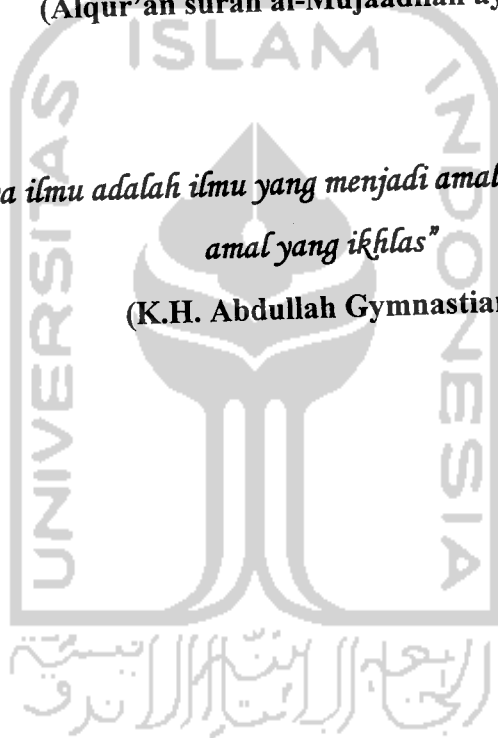 (Alqur'an surah al-Mujaadilah ay
ISLAM
UNIVERSITAS
INDONESIA
a ilmu adalah ilmu yang menjadi amal
amal yang ikhlas”
(K.H. Abdullah Gymnastiar